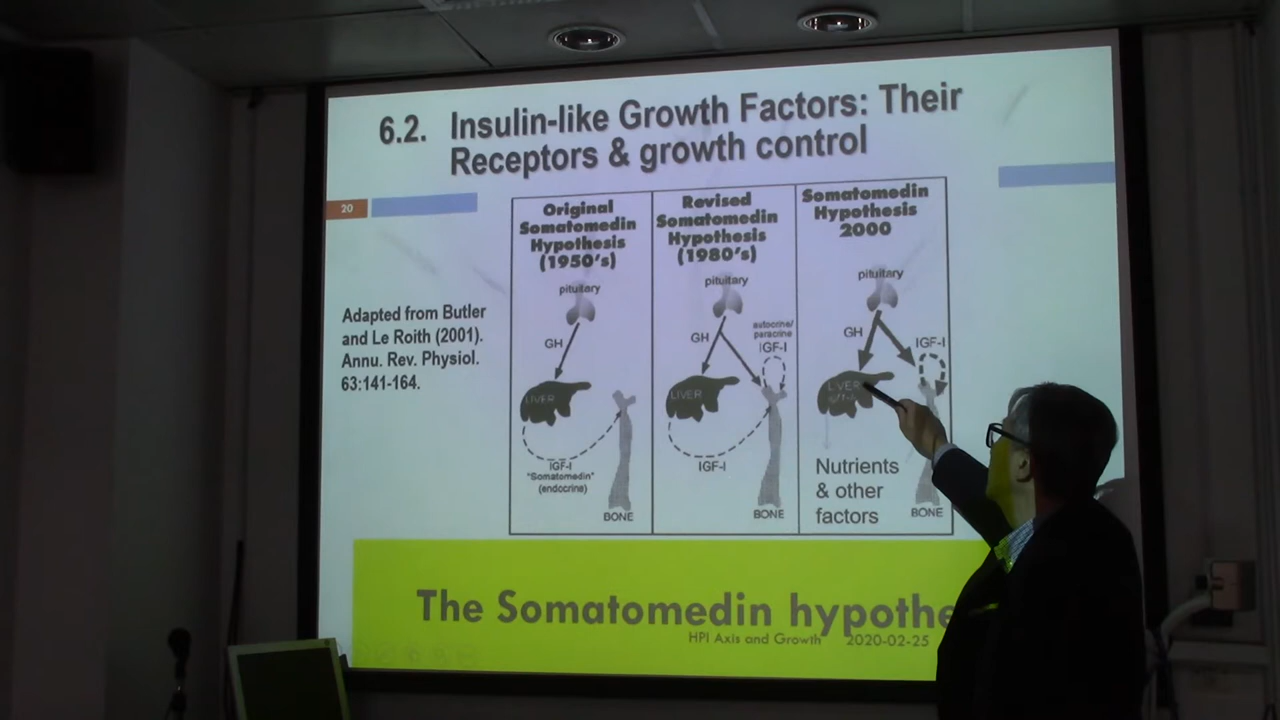 6.2. Insulin-like Growth Factors: Their
Receptors & growth control
20
Adapted from Butler
and Le Roith (2001).
Annu. Rev. Physiol.
63:141-164.
Original
Somatomedin
Hypothesis
(1950's)
pituitary
GH
LIVER
IGF-I
"Somatomedin"
(endocrine)
BONE
Revised
Somatomedin
Hypothesis
(1980's)
pituitary
autocrine/
paracrine
IGF-I
GH
LIVER
IGF-I
BONE
Somatomedin
Hypothesis
2000
pituitary
GH
IGF-I
LIVER
Nutrients
& other
factors
BONE
The Somatomedin hypothe
HPI Axis and Growth 2020-02-25